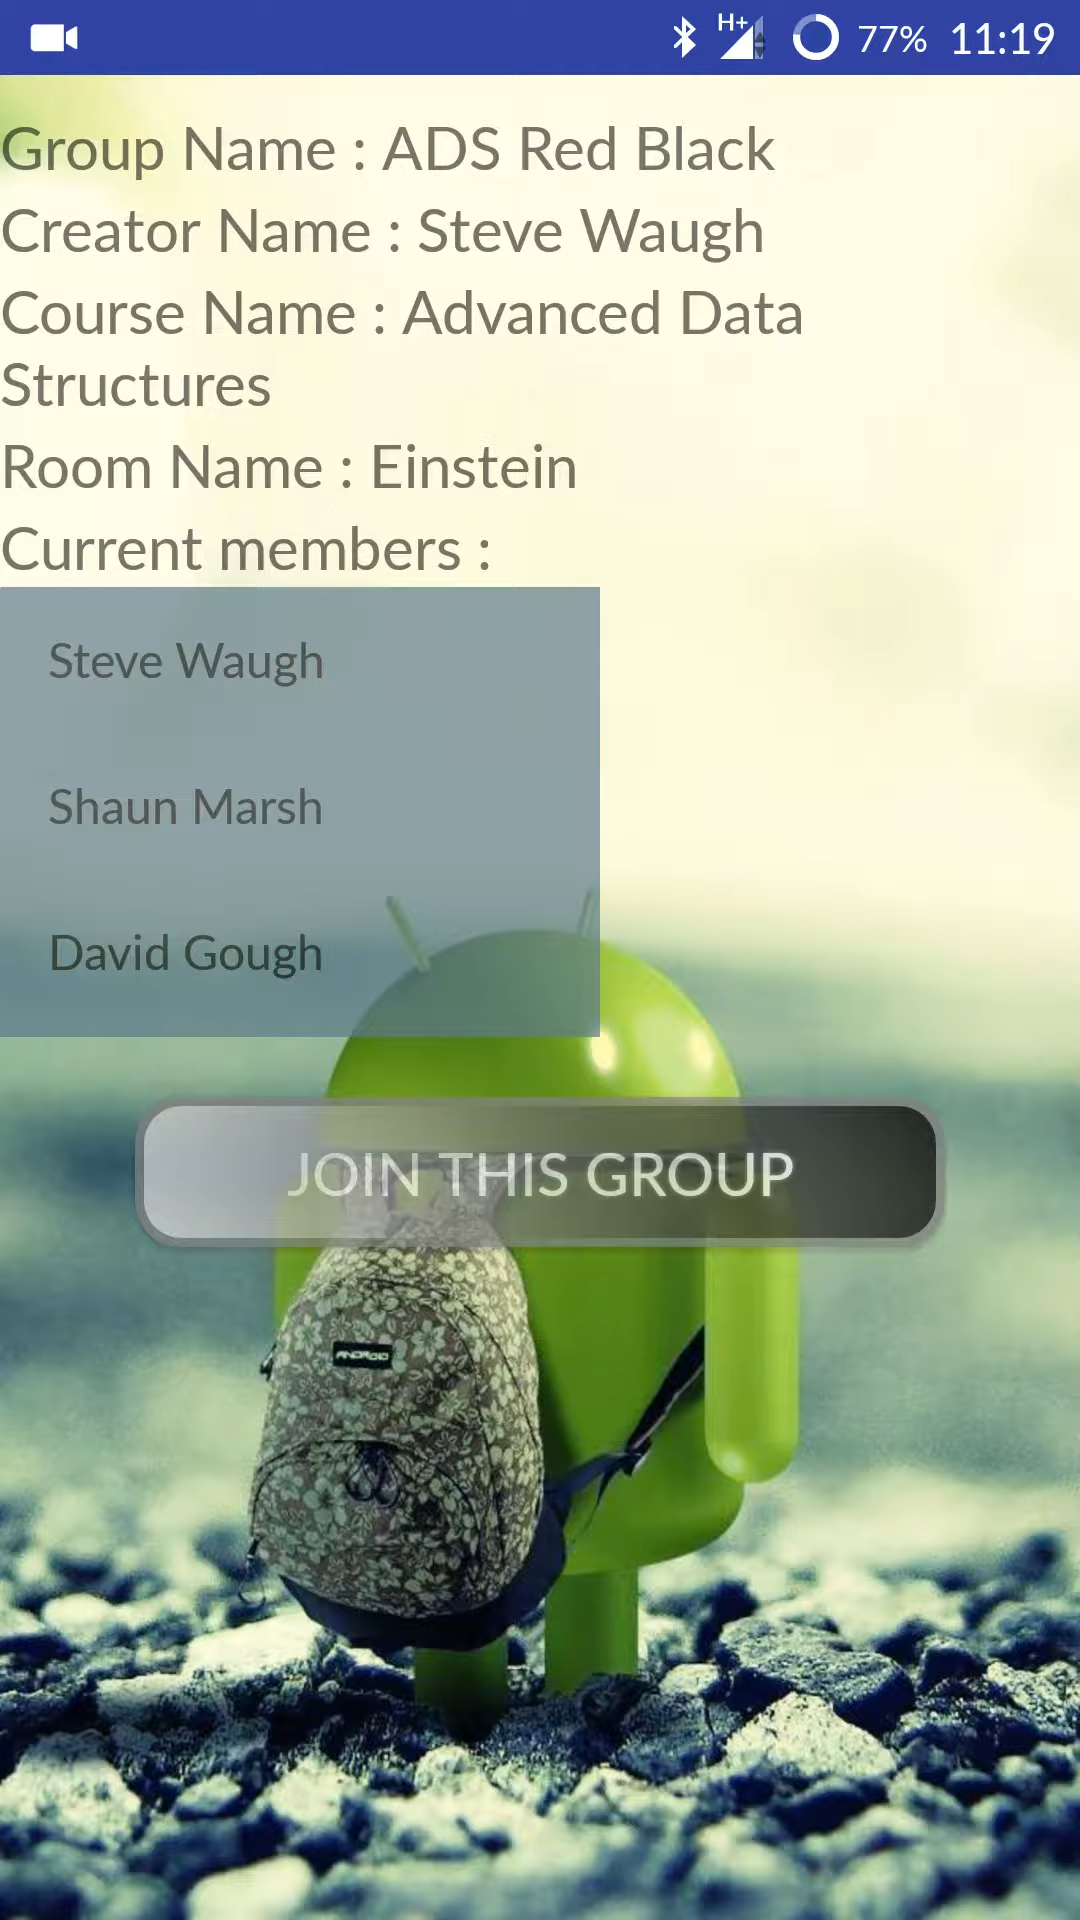 H+ 77% 11:19
Group Name : ADS Red Black
Creator Name : Steve Waugh
Course Name : Advanced Data
Structures
Room Name : Einstein
Current members :
Steve Waugh
Shaun Marsh
David Gough
JOIN THIS GROUP
ANDROID